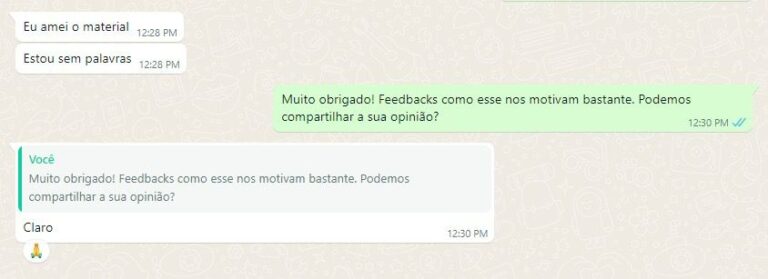 Eu amei o material 12:28 PM
Estou sem palavras 12:28 PM
Muito obrigado! Feedbacks como esse nos motivam bastante. Podemos
compartilhar a sua opinião?
12:30 PM
Você
Muito obrigado! Feedbacks como esse nos motivam bastante. Podemos
compartilhar a sua opinião?
Claro
12:30 PM
🙏